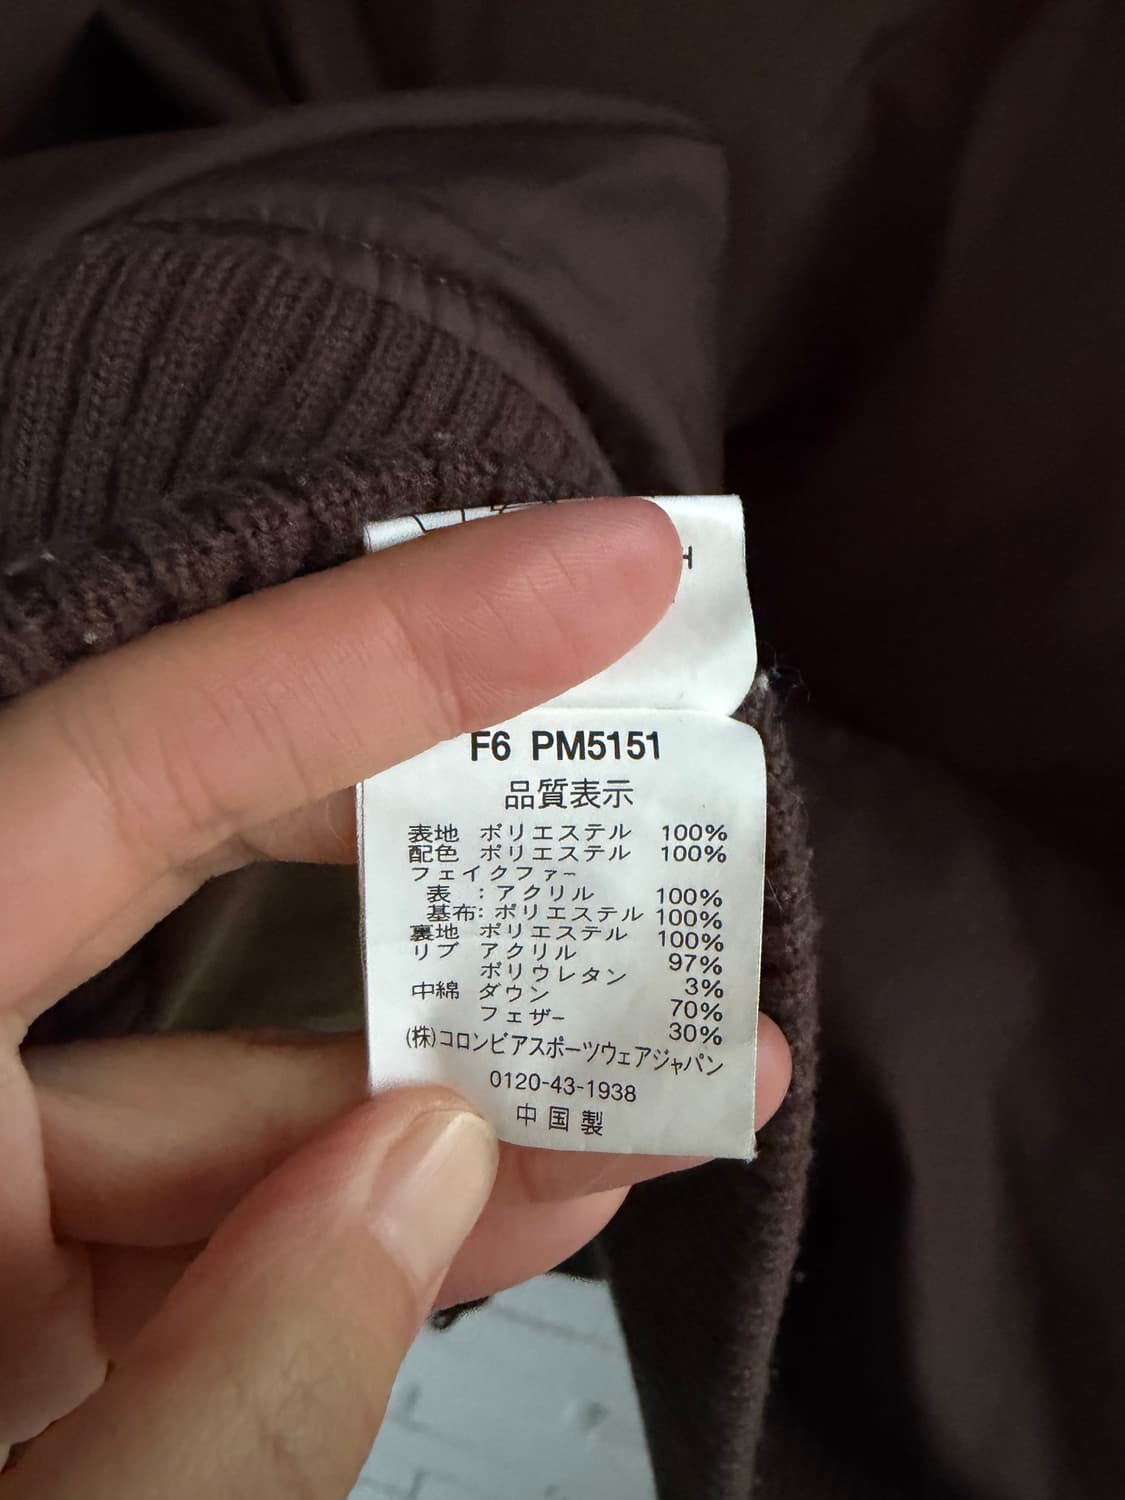 H
F6 PM5151
品質表示
表地 ポリエステル 100%
配色 ポリエステル 100%
フェイクファー
表 : アクリル 100%
基布: ポリエステル 100%
裏地 ポリエステル 100%
リブ アクリル 97%
ポリウレタン 3%
中綿 ダウン 70%
フェザー 30%
(株)コロンビアスポーツウェアジャパン
0120-43-1938
中国製